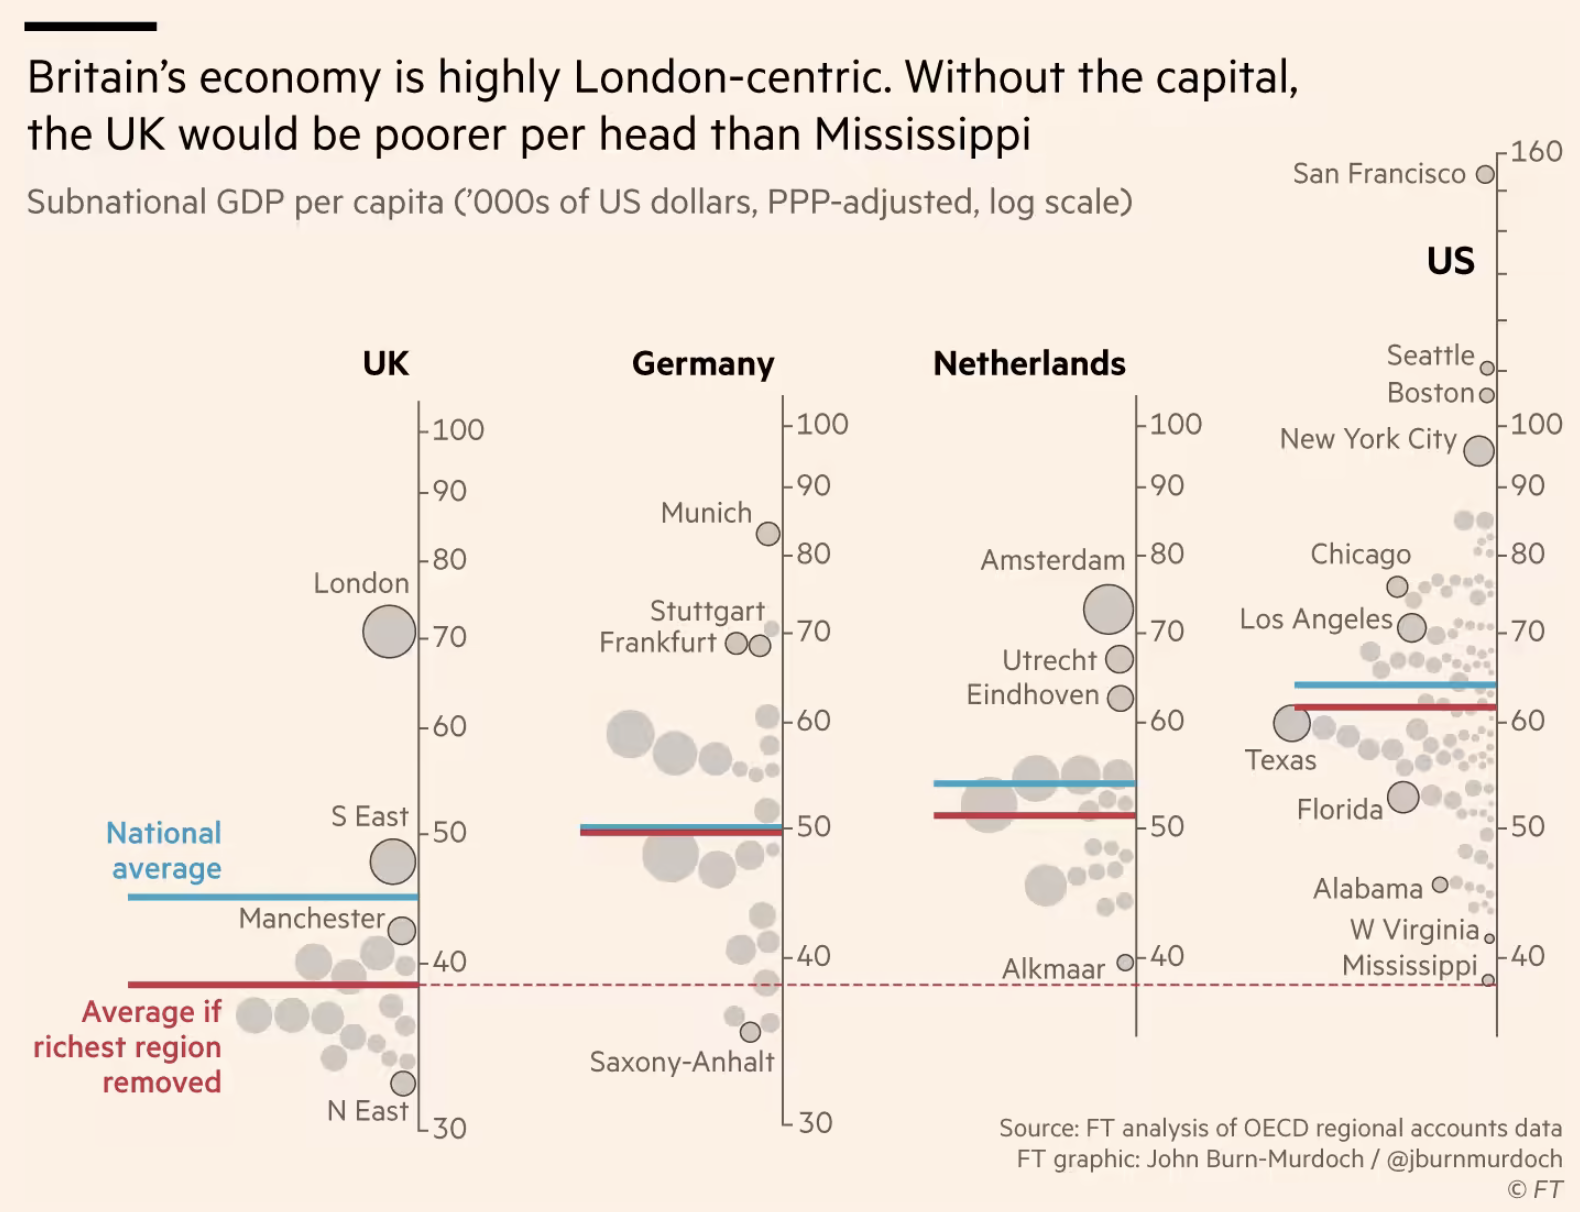 Britain's economy is highly London-centric. Without the capital,
the UK would be poorer per head than Mississippi
Subnational GDP per capita ('000s of US dollars, PPP-adjusted, log scale)
UK
100
90
80
70
60
50
40
30
London
S East
Manchester
N East
National
average
Average if
richest region
removed
Germany
100
90
80
70
60
50
40
30
Munich
Stuttgart
Frankfurt
Saxony-Anhalt
Netherlands
100
90
80
70
60
50
40
Amsterdam
Utrecht
Eindhoven
Alkmaar
US
160
100
90
80
70
60
50
40
San Francisco
Seattle
Boston
New York City
Chicago
Los Angeles
Texas
Florida
Alabama
W Virginia
Mississippi
Source: FT analysis of OECD regional accounts data
FT graphic: John Burn-Murdoch / @jburnmurdoch
© FT